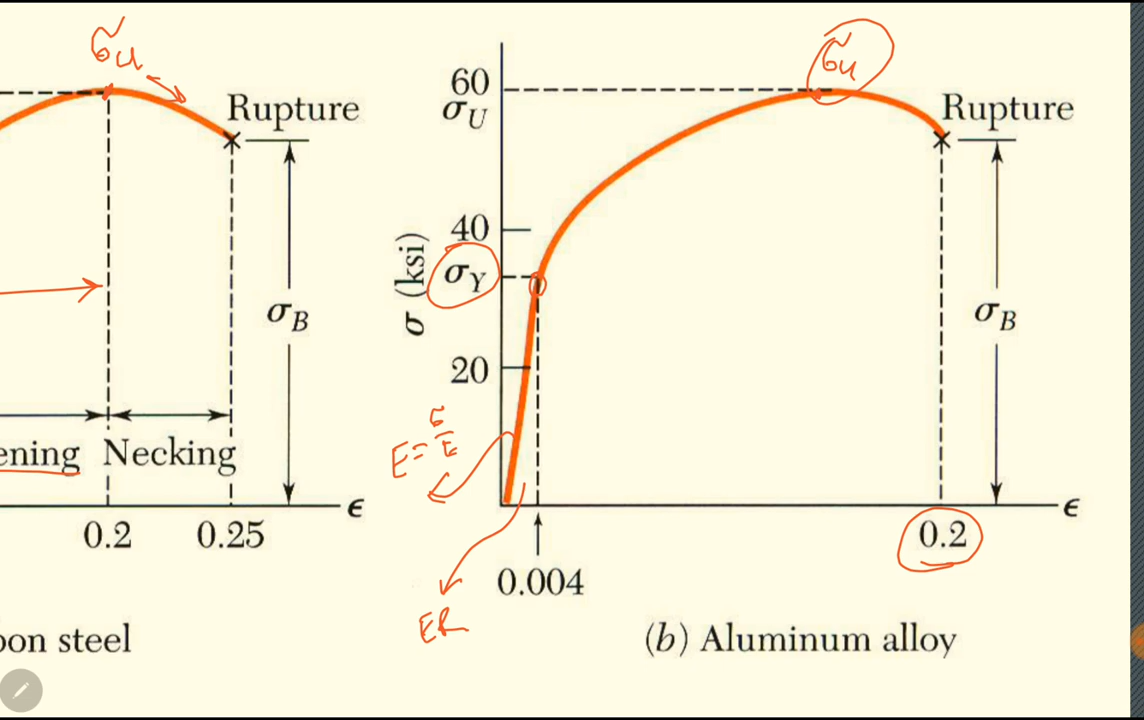 σu
Rupture
σB
ening Necking
ϵ
0.2 0.25
bon steel
60
σU
σu
Rupture
40
σY
σ (ksi)
20
E=σ/ε
σB
ϵ
0.004
0.2
ER
(b) Aluminum alloy